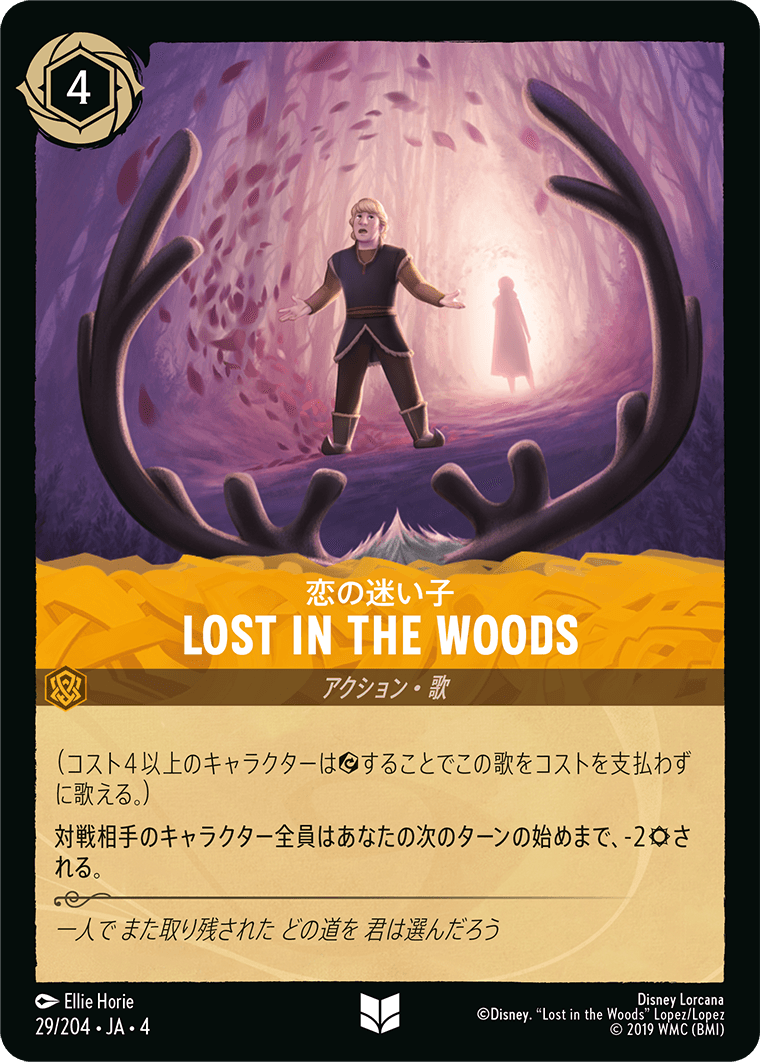 4
恋の迷い子
LOST IN THE WOODS
アクション・歌
（コスト4以上のキャラクターはすることでこの歌をコストを支払わず
に歌える。）
対戦相手のキャラクター全員はあなたの次のターンの始めまで、-2さ
れる。
一人で また取り残された どの道を 君は選んだろう
Ellie Horie
29/204 • JA • 4
Disney Lorcana
©Disney. “Lost in the Woods” Lopez/Lopez
© 2019 WMC (BMI)